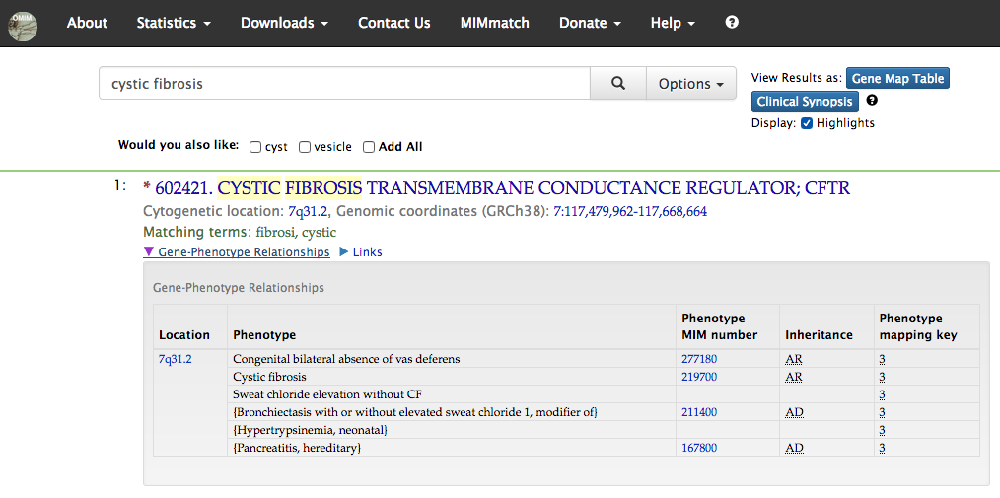 OMIM
About Statistics Downloads Contact Us MIMmatch Donate Help ?
cystic fibrosis Options
View Results as: Gene Map Table
Clinical Synopsis ?
Display: Highlights
Would you also like: cyst vesicle Add All
1: * 602421. CYSTIC FIBROSIS TRANSMEMBRANE CONDUCTANCE REGULATOR; CFTR
Cytogenetic location: 7q31.2, Genomic coordinates (GRCh38): 7:117,479,962-117,668,664
Matching terms: fibrosi, cystic
Gene-Phenotype Relationships Links
Gene-Phenotype Relationships
Location Phenotype Phenotype MIM number Inheritance Phenotype mapping key
7q31.2 Congenital bilateral absence of vas deferens 277180 AR 3
Cystic fibrosis 219700 AR 3
Sweat chloride elevation without CF 3
{Bronchiectasis with or without elevated sweat chloride 1, modifier of} 211400 AD 3
{Hypertrypsinemia, neonatal} 3
{Pancreatitis, hereditary} 167800 AD 3